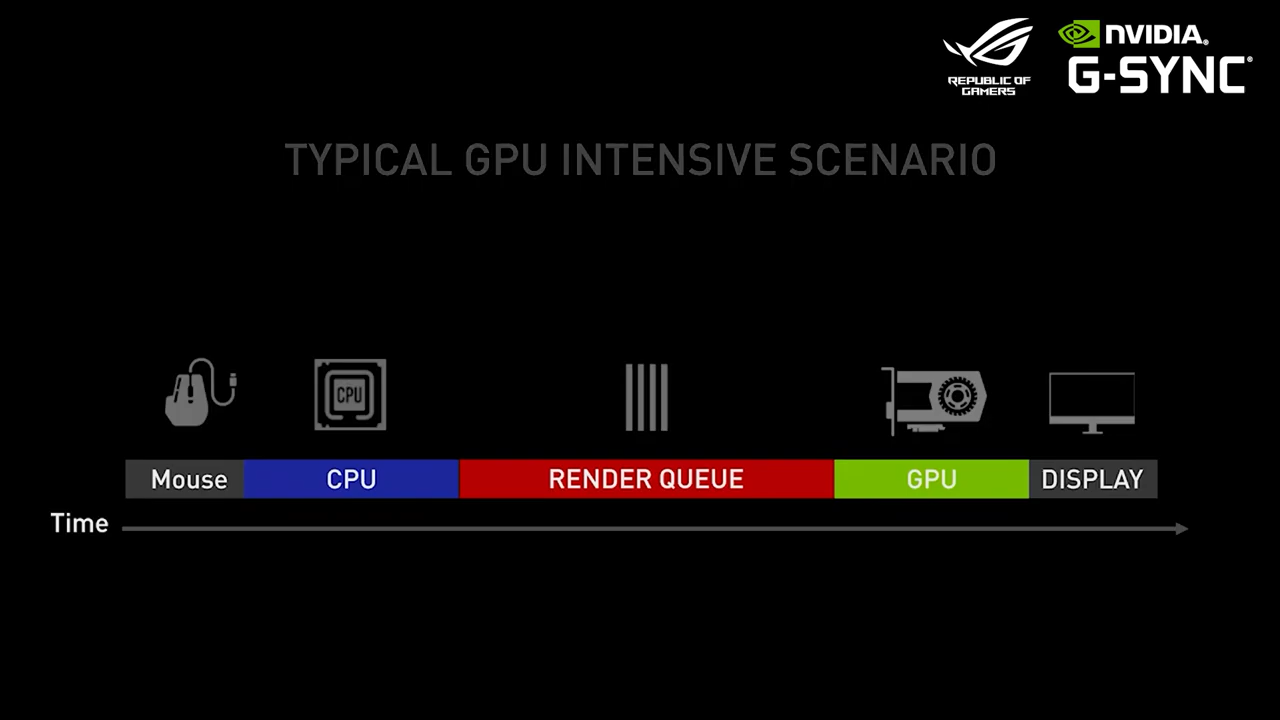 REPUBLIC OF
GAMERS
NVIDIA.
G-SYNC
TYPICAL GPU INTENSIVE SCENARIO
CPU
Mouse
CPU
RENDER QUEUE
GPU
DISPLAY
Time